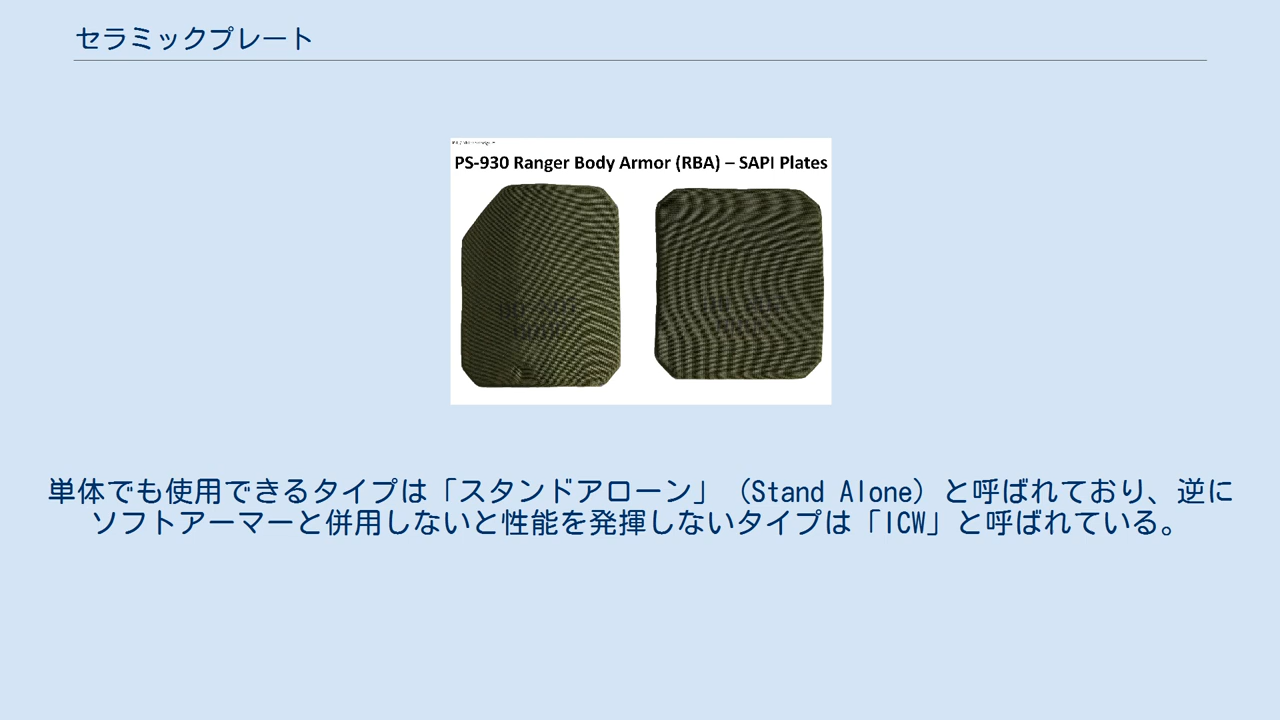 セラミックプレート
PS-930 Ranger Body Armor (RBA) – SAPI Plates
単体でも使用できるタイプは「スタンドアローン」（Stand Alone）と呼ばれており、逆に
ソフトアーマーと併用しないと性能を発揮しないタイプは「ICW」と呼ばれている。